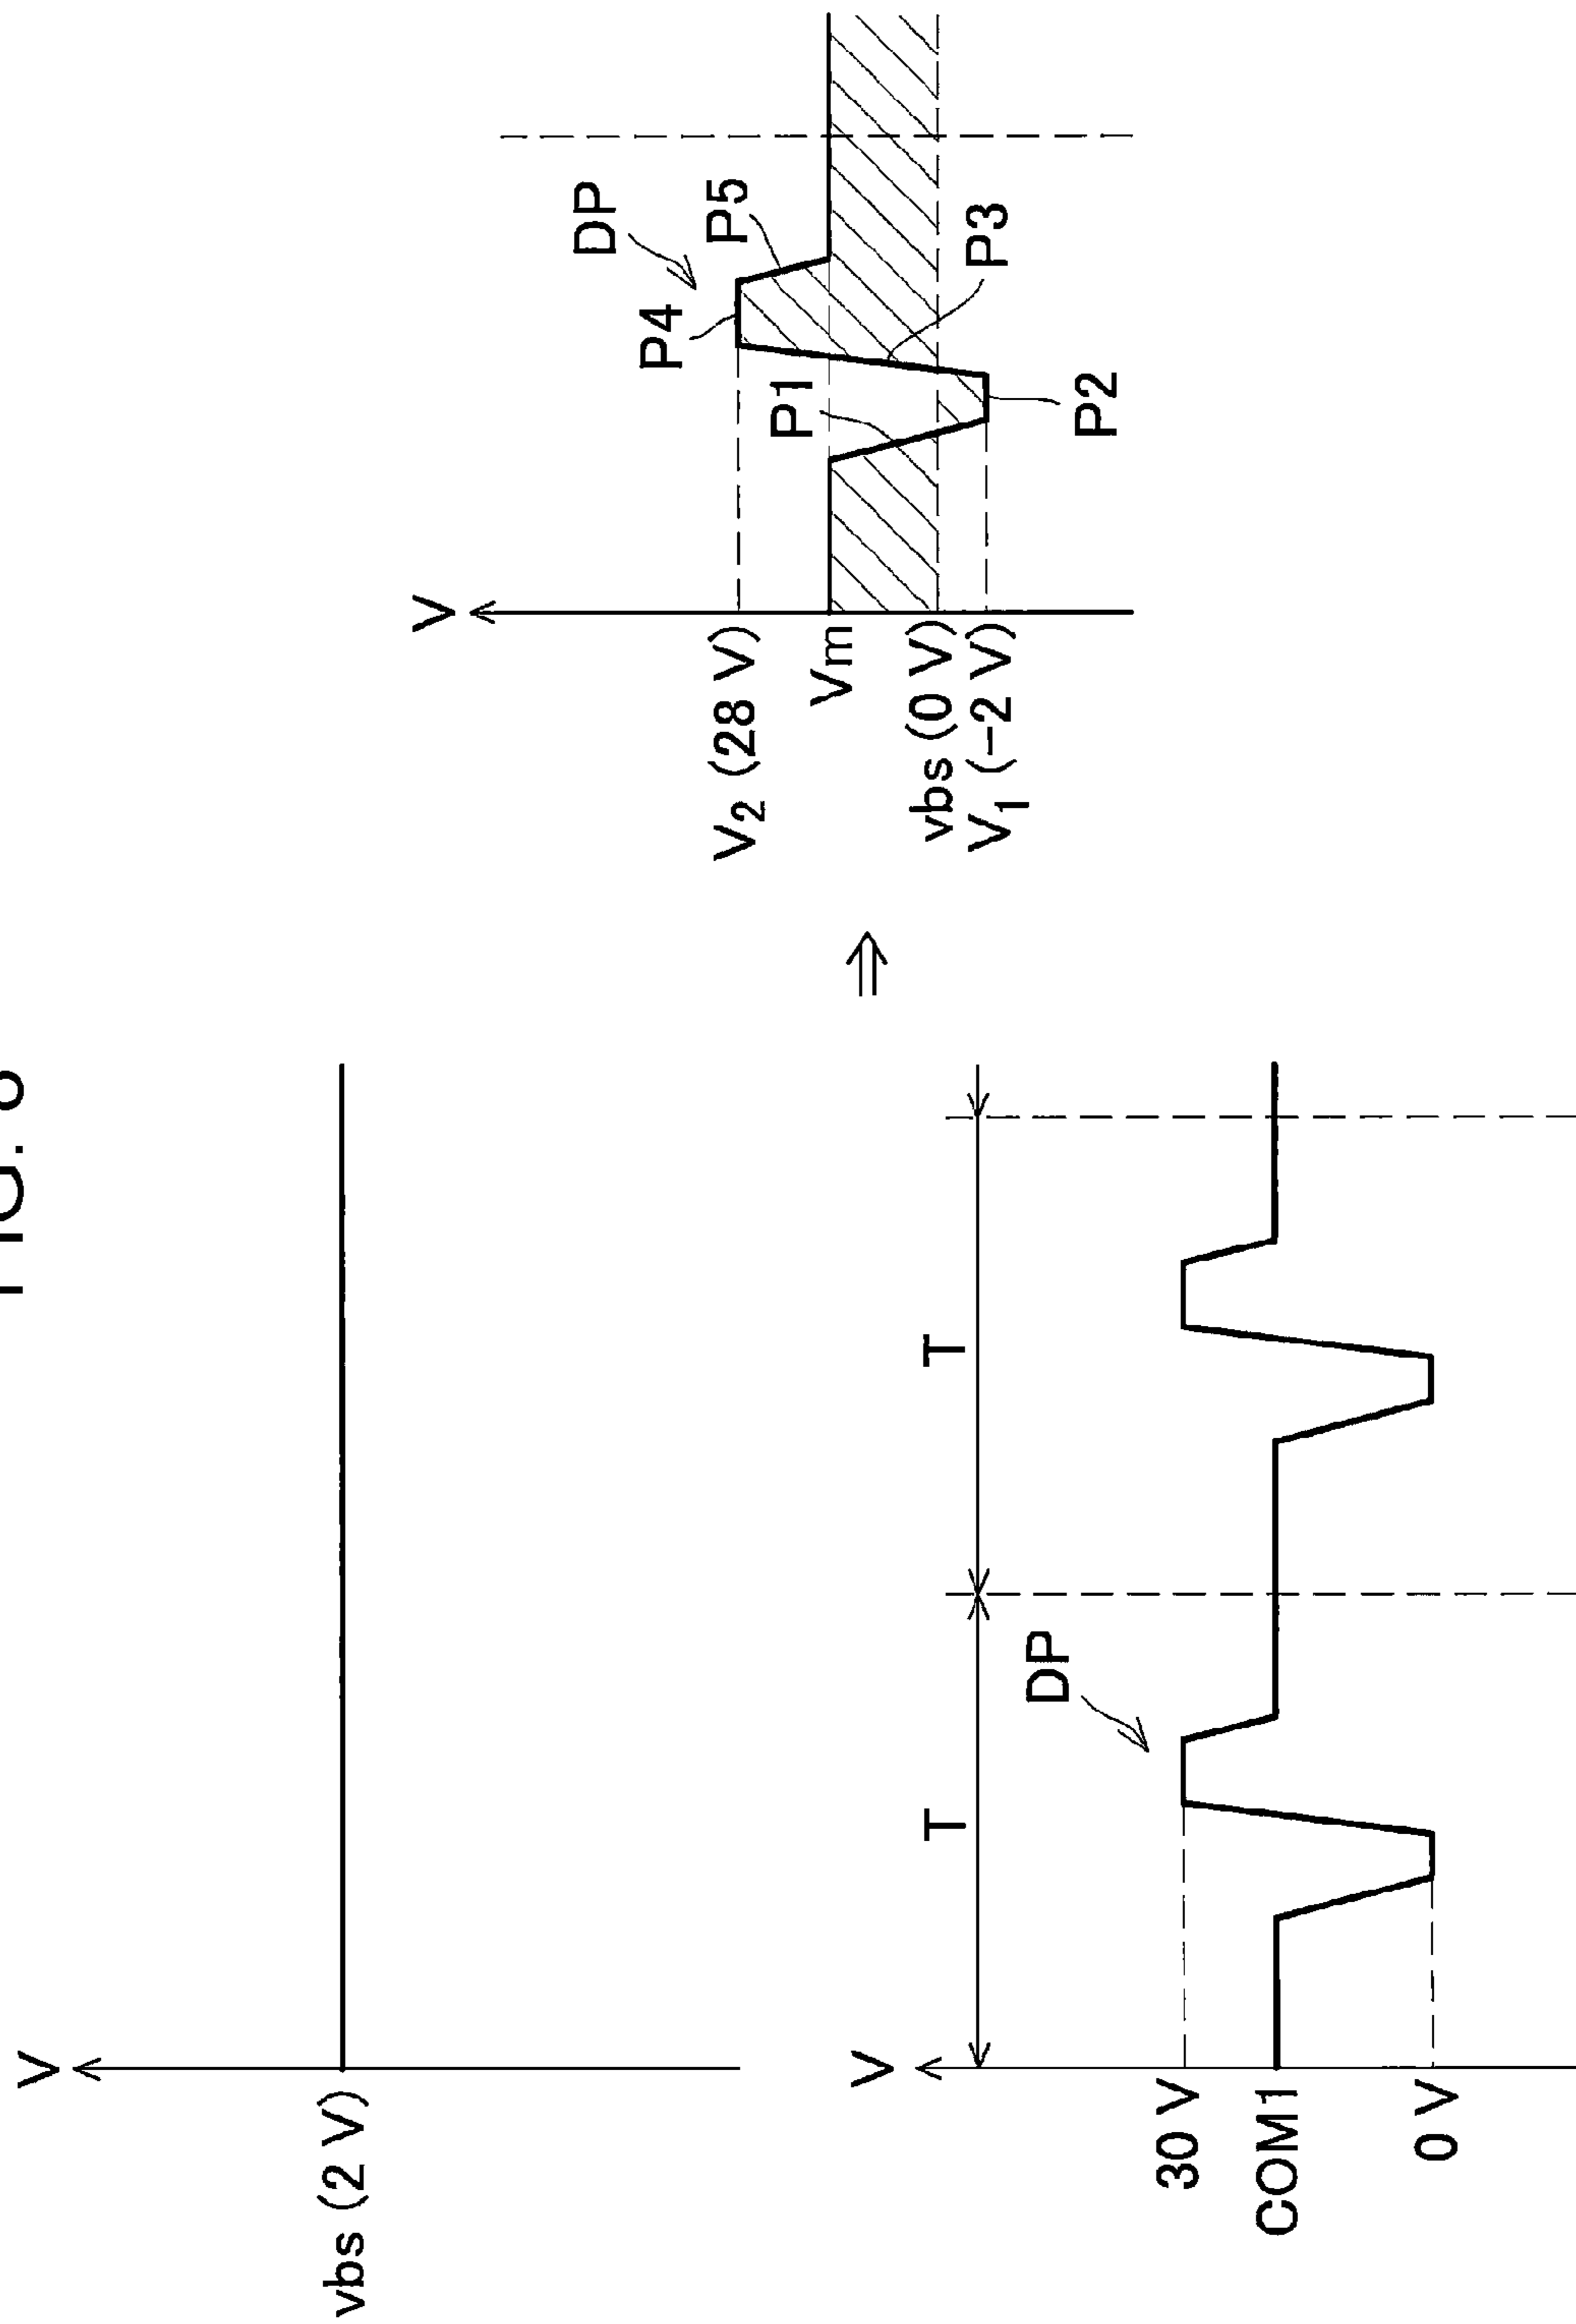 V
vbs (2 V)
V
T
T
DP
30 V
COM1
0 V
V
DP
P4
P5
P1
P3
P2
V₂ (28 V)
Vm
vbs (0 V)
V₁ (-2 V)